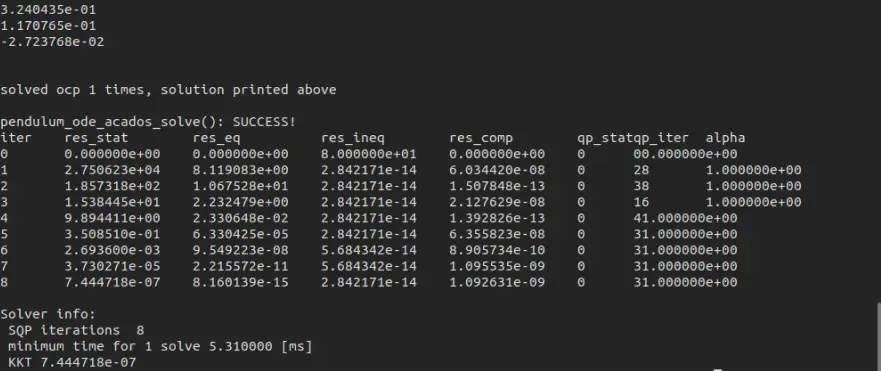 3.240435e-01
1.170765e-01
-2.723768e-02
solved ocp 1 times, solution printed above
pendulum_ode_acados_solve(): SUCCESS!
iter res_stat res_eq res_ineq res_comp qp_statqp_iter alpha
0 0.000000e+00 0.000000e+00 8.000000e+01 0.000000e+00 0 00.000000e+00
1 2.750623e+04 8.119083e+00 2.842171e-14 6.034420e-08 0 28 1.000000e+00
2 1.857318e+02 1.067528e+01 2.842171e-14 1.507848e-13 0 38 1.000000e+00
3 1.538445e+01 2.232479e+00 2.842171e-14 2.127629e-08 0 16 1.000000e+00
4 9.894411e+00 2.330648e-02 2.842171e-14 1.392826e-13 0 41.000000e+00
5 3.508510e-01 6.330425e-05 2.842171e-14 6.355823e-08 0 31.000000e+00
6 2.693600e-03 9.549223e-08 5.684342e-14 8.905734e-10 0 31.000000e+00
7 3.730271e-05 2.215572e-11 5.684342e-14 1.095535e-09 0 31.000000e+00
8 7.444718e-07 8.160139e-15 2.842171e-14 1.092631e-09 0 31.000000e+00
Solver info:
SQP iterations 8
minimum time for 1 solve 5.310000 [ms]
KKT 7.444718e-07